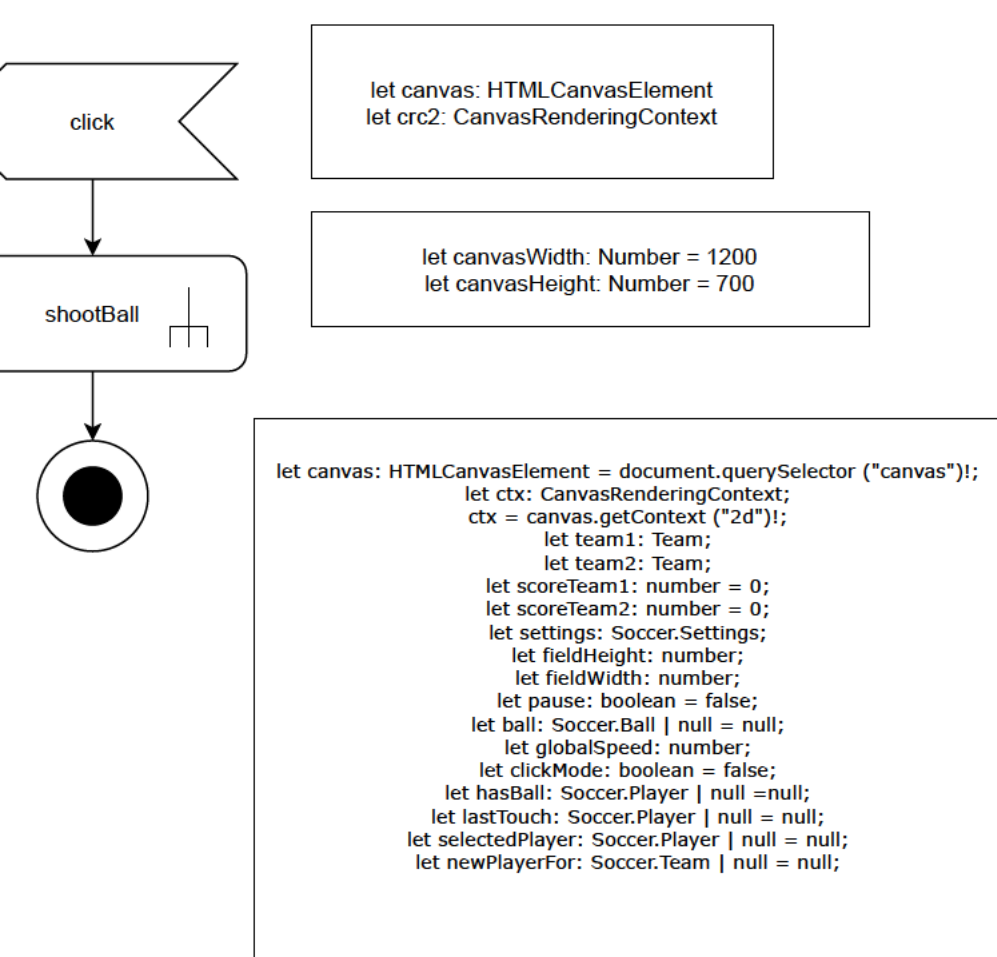 click
let canvas: HTMLCanvasElement
let crc2: CanvasRenderingContext
let canvasWidth: Number = 1200
let canvasHeight: Number = 700
shootBall
let canvas: HTMLCanvasElement = document.querySelector ("canvas")!;
let ctx: CanvasRenderingContext;
ctx = canvas.getContext ("2d")!;
let team1: Team;
let team2: Team;
let scoreTeam1: number = 0;
let scoreTeam2: number = 0;
let settings: Soccer.Settings;
let fieldHeight: number;
let fieldWidth: number;
let pause: boolean = false;
let ball: Soccer.Ball | null = null;
let globalSpeed: number;
let clickMode: boolean = false;
let hasBall: Soccer.Player | null =null;
let lastTouch: Soccer.Player | null = null;
let selectedPlayer: Soccer.Player | null = null;
let newPlayerFor: Soccer.Team | null = null;